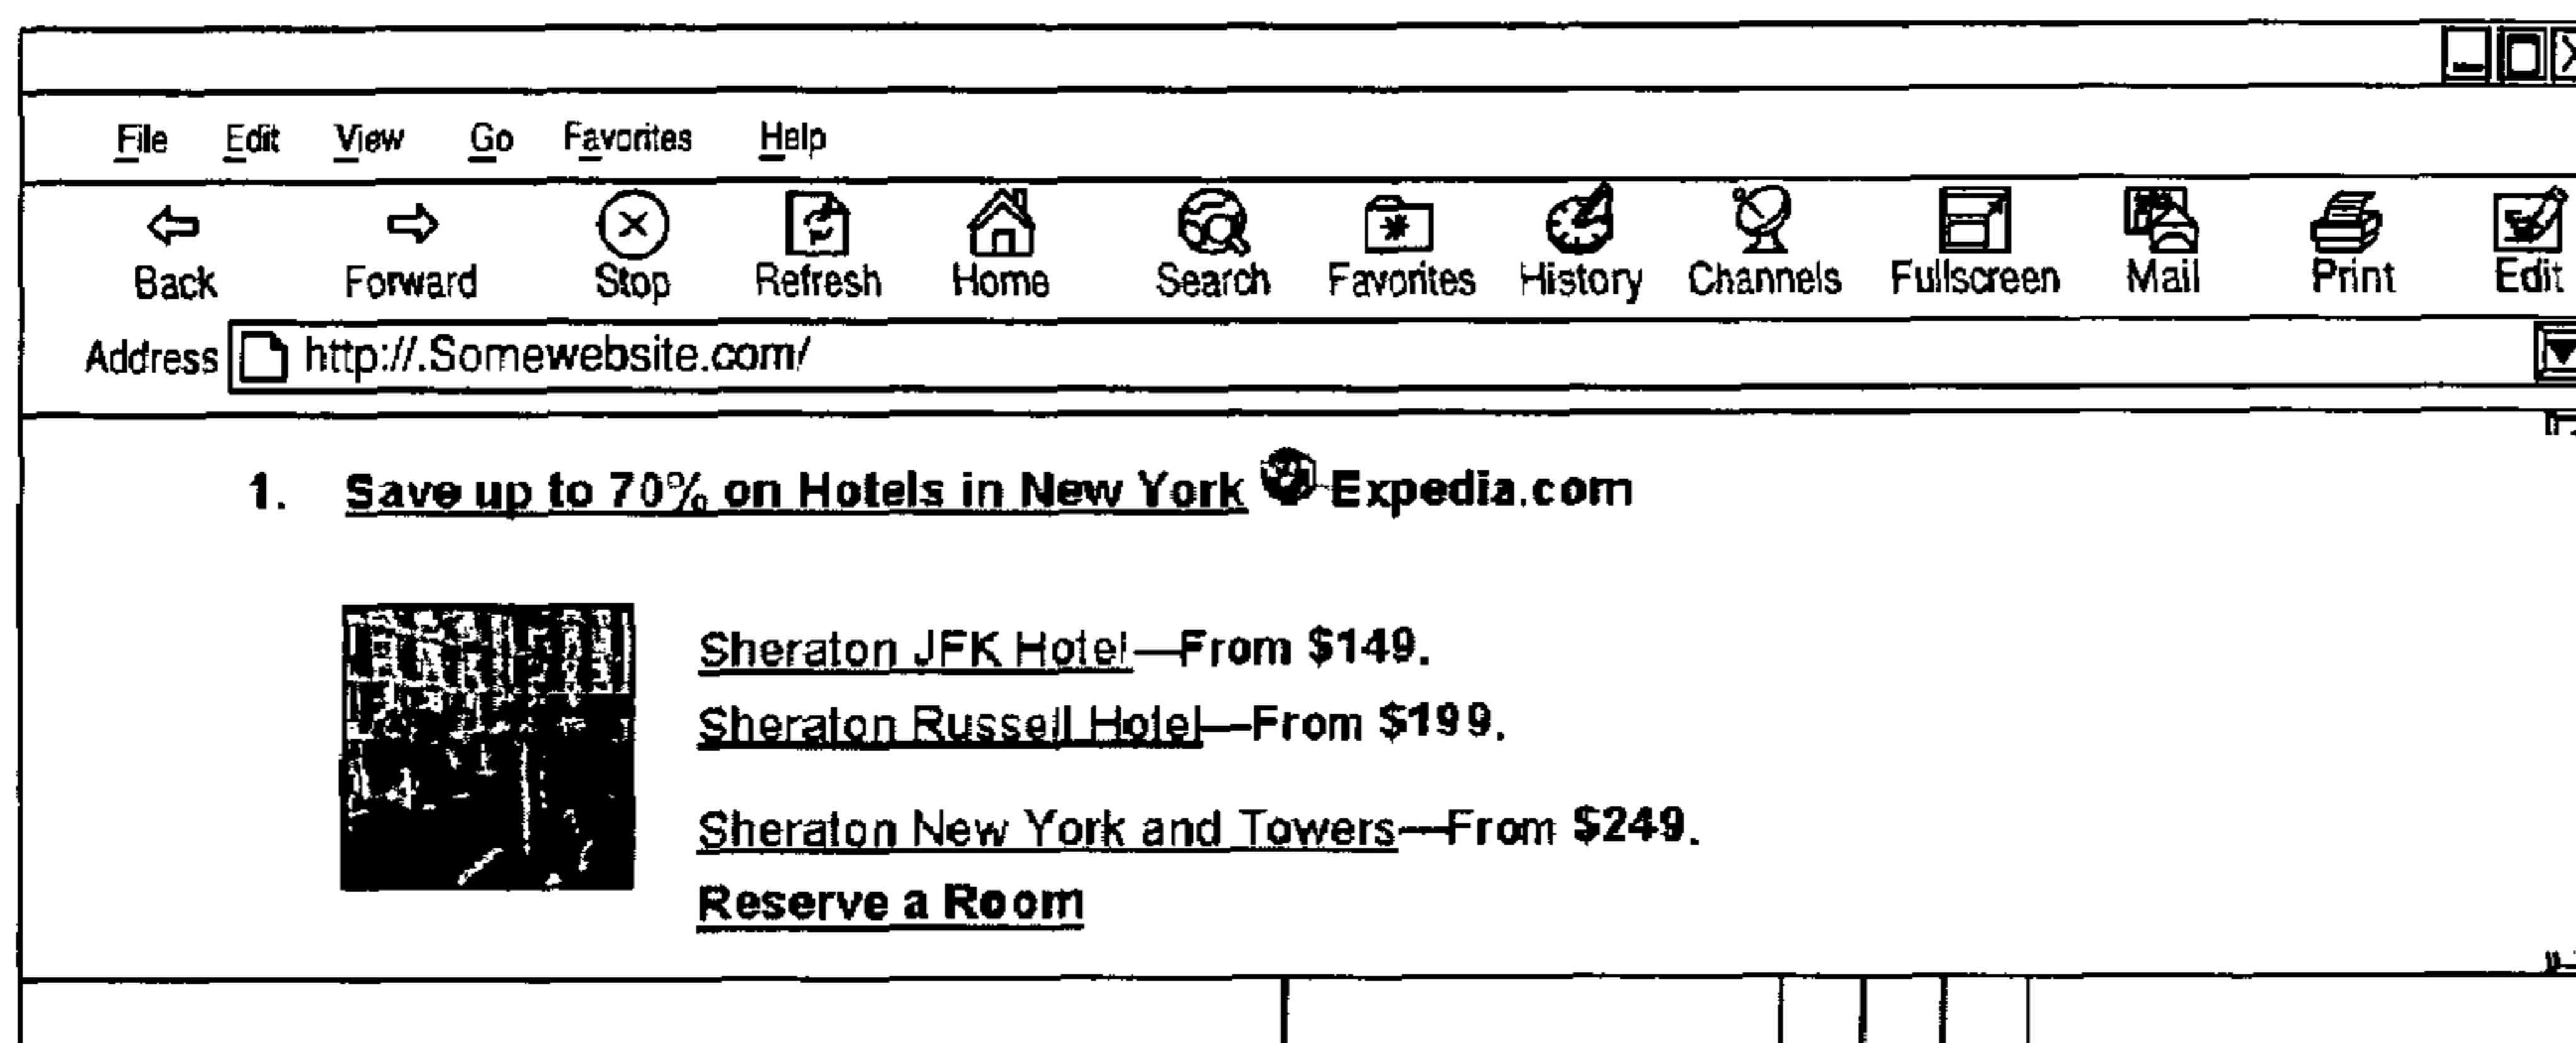 File Edit View Go Favorites Help
Back Forward Stop Refresh Home Search Favorites History Channels Fullscreen Mail Print Edit
Address http://.Somewebsite.com/
1. Save up to 70% on Hotels in New York Expedia.com
Sheraton JFK Hotel—From $149.
Sheraton Russell Hotel—From $199.
Sheraton New York and Towers—From $249.
Reserve a Room